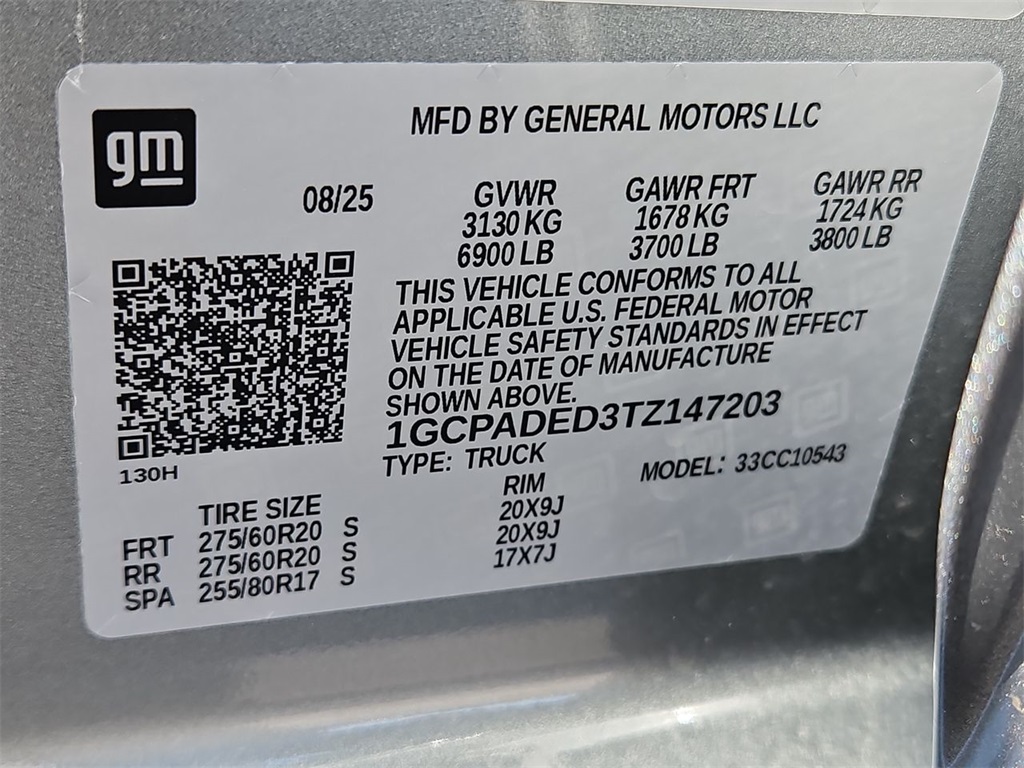 gm
MFD BY GENERAL MOTORS LLC
08/25
GVWR
3130 KG
6900 LB
GAWR FRT
1678 KG
3700 LB
GAWR RR
1724 KG
3800 LB
THIS VEHICLE CONFORMS TO ALL
APPLICABLE U.S. FEDERAL MOTOR
VEHICLE SAFETY STANDARDS IN EFFECT
ON THE DATE OF MANUFACTURE
SHOWN ABOVE.
1GCPADED3TZ147203
TYPE: TRUCK
MODEL: 33CC10543
130H
TIRE SIZE RIM
FRT 275/60R20 S 20X9J
RR 275/60R20 S 20X9J
SPA 255/80R17 S 17X7J